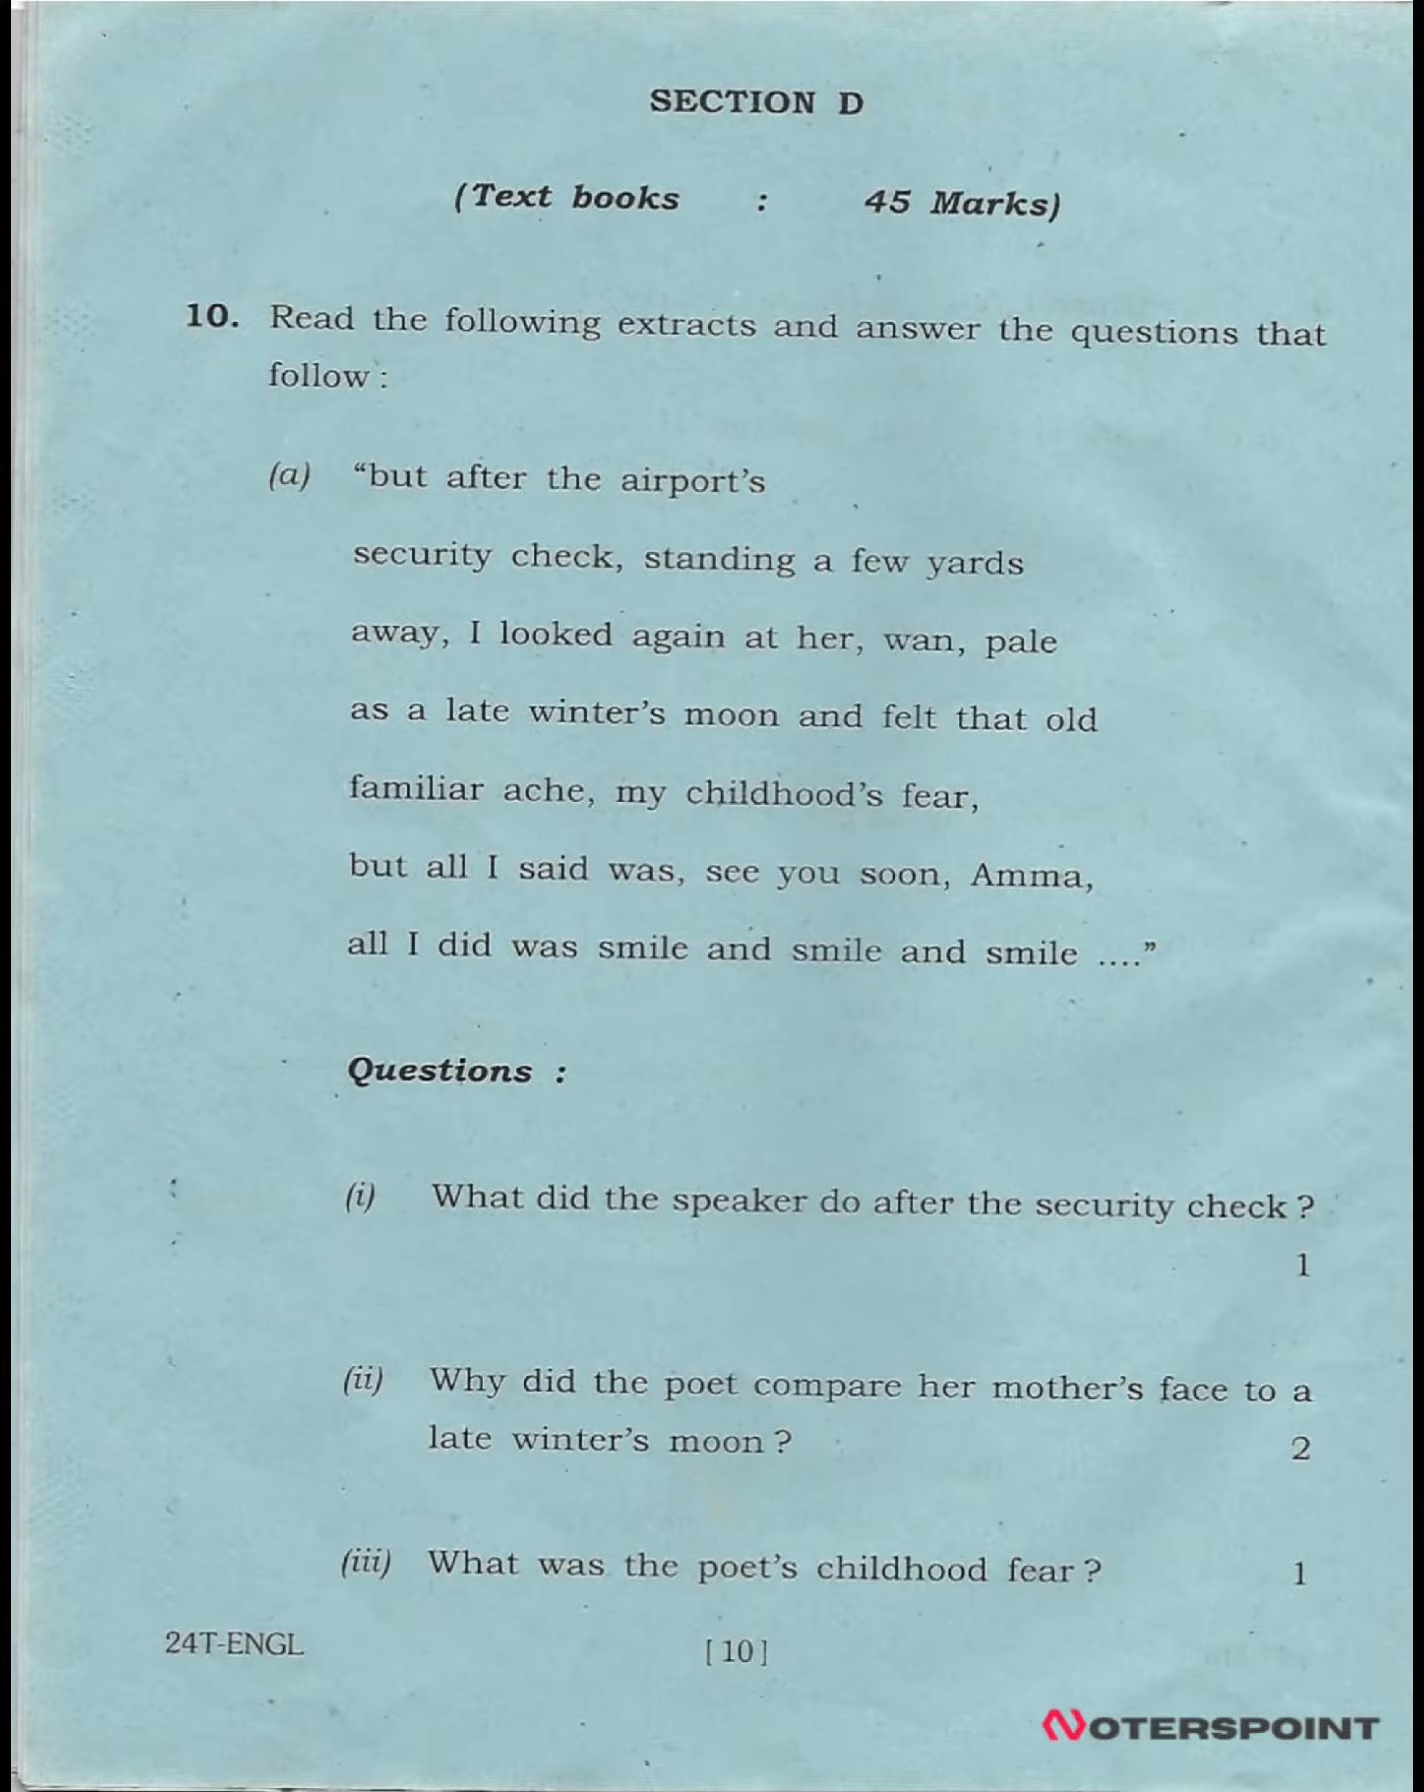 SECTION D
(Text books : 45 Marks)
10. Read the following extracts and answer the questions that
follow :
(a) “but after the airport’s
security check, standing a few yards
away, I looked again at her, wan, pale
as a late winter’s moon and felt that old
familiar ache, my childhood’s fear,
but all I said was, see you soon, Amma,
all I did was smile and smile and smile ....”
Questions :
(i) What did the speaker do after the security check ?
1
(ii) Why did the poet compare her mother’s face to a
late winter’s moon ? 2
(iii) What was the poet’s childhood fear ? 1
24T-ENGL [ 10 ]
NOTERSPOINT